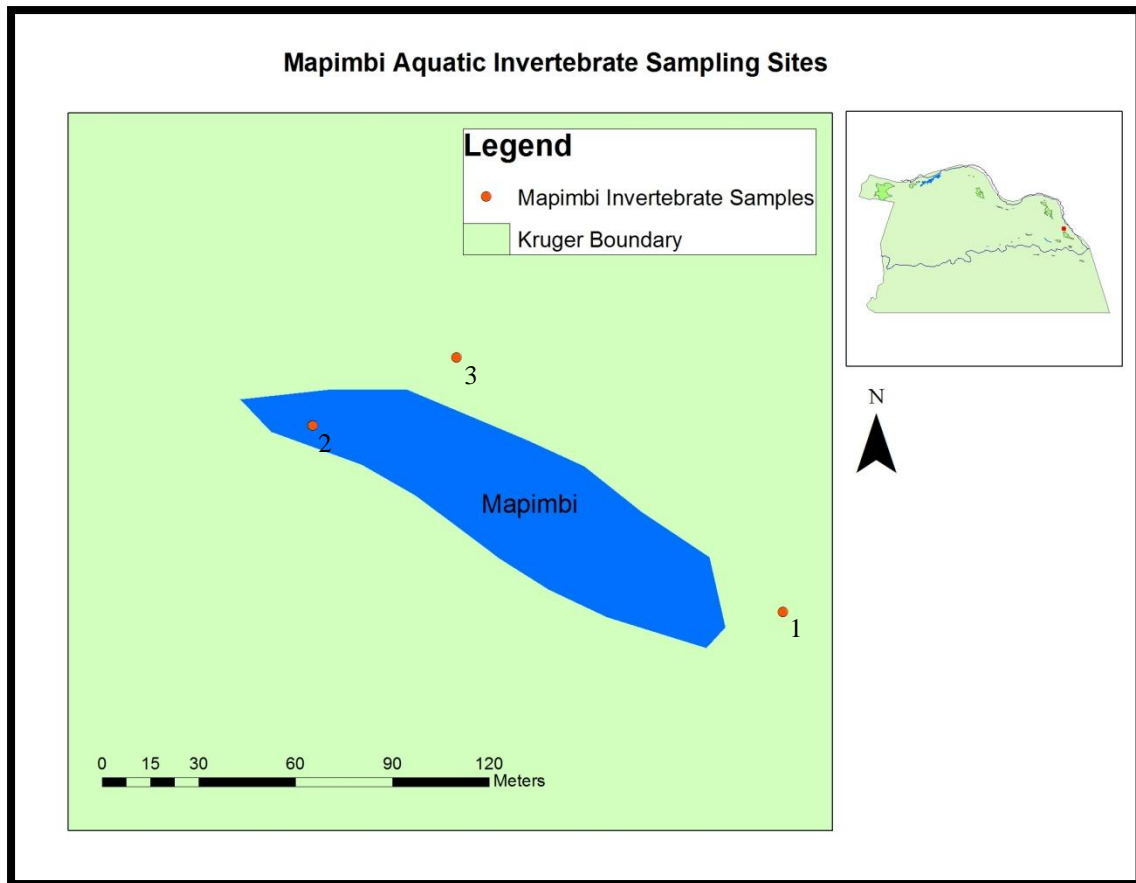 Mapimbi Aquatic Invertebrate Sampling Sites
Legend
Mapimbi Invertebrate Samples
Kruger Boundary
3
2
Mapimbi
1
N
0 15 30 60 90 120
Meters